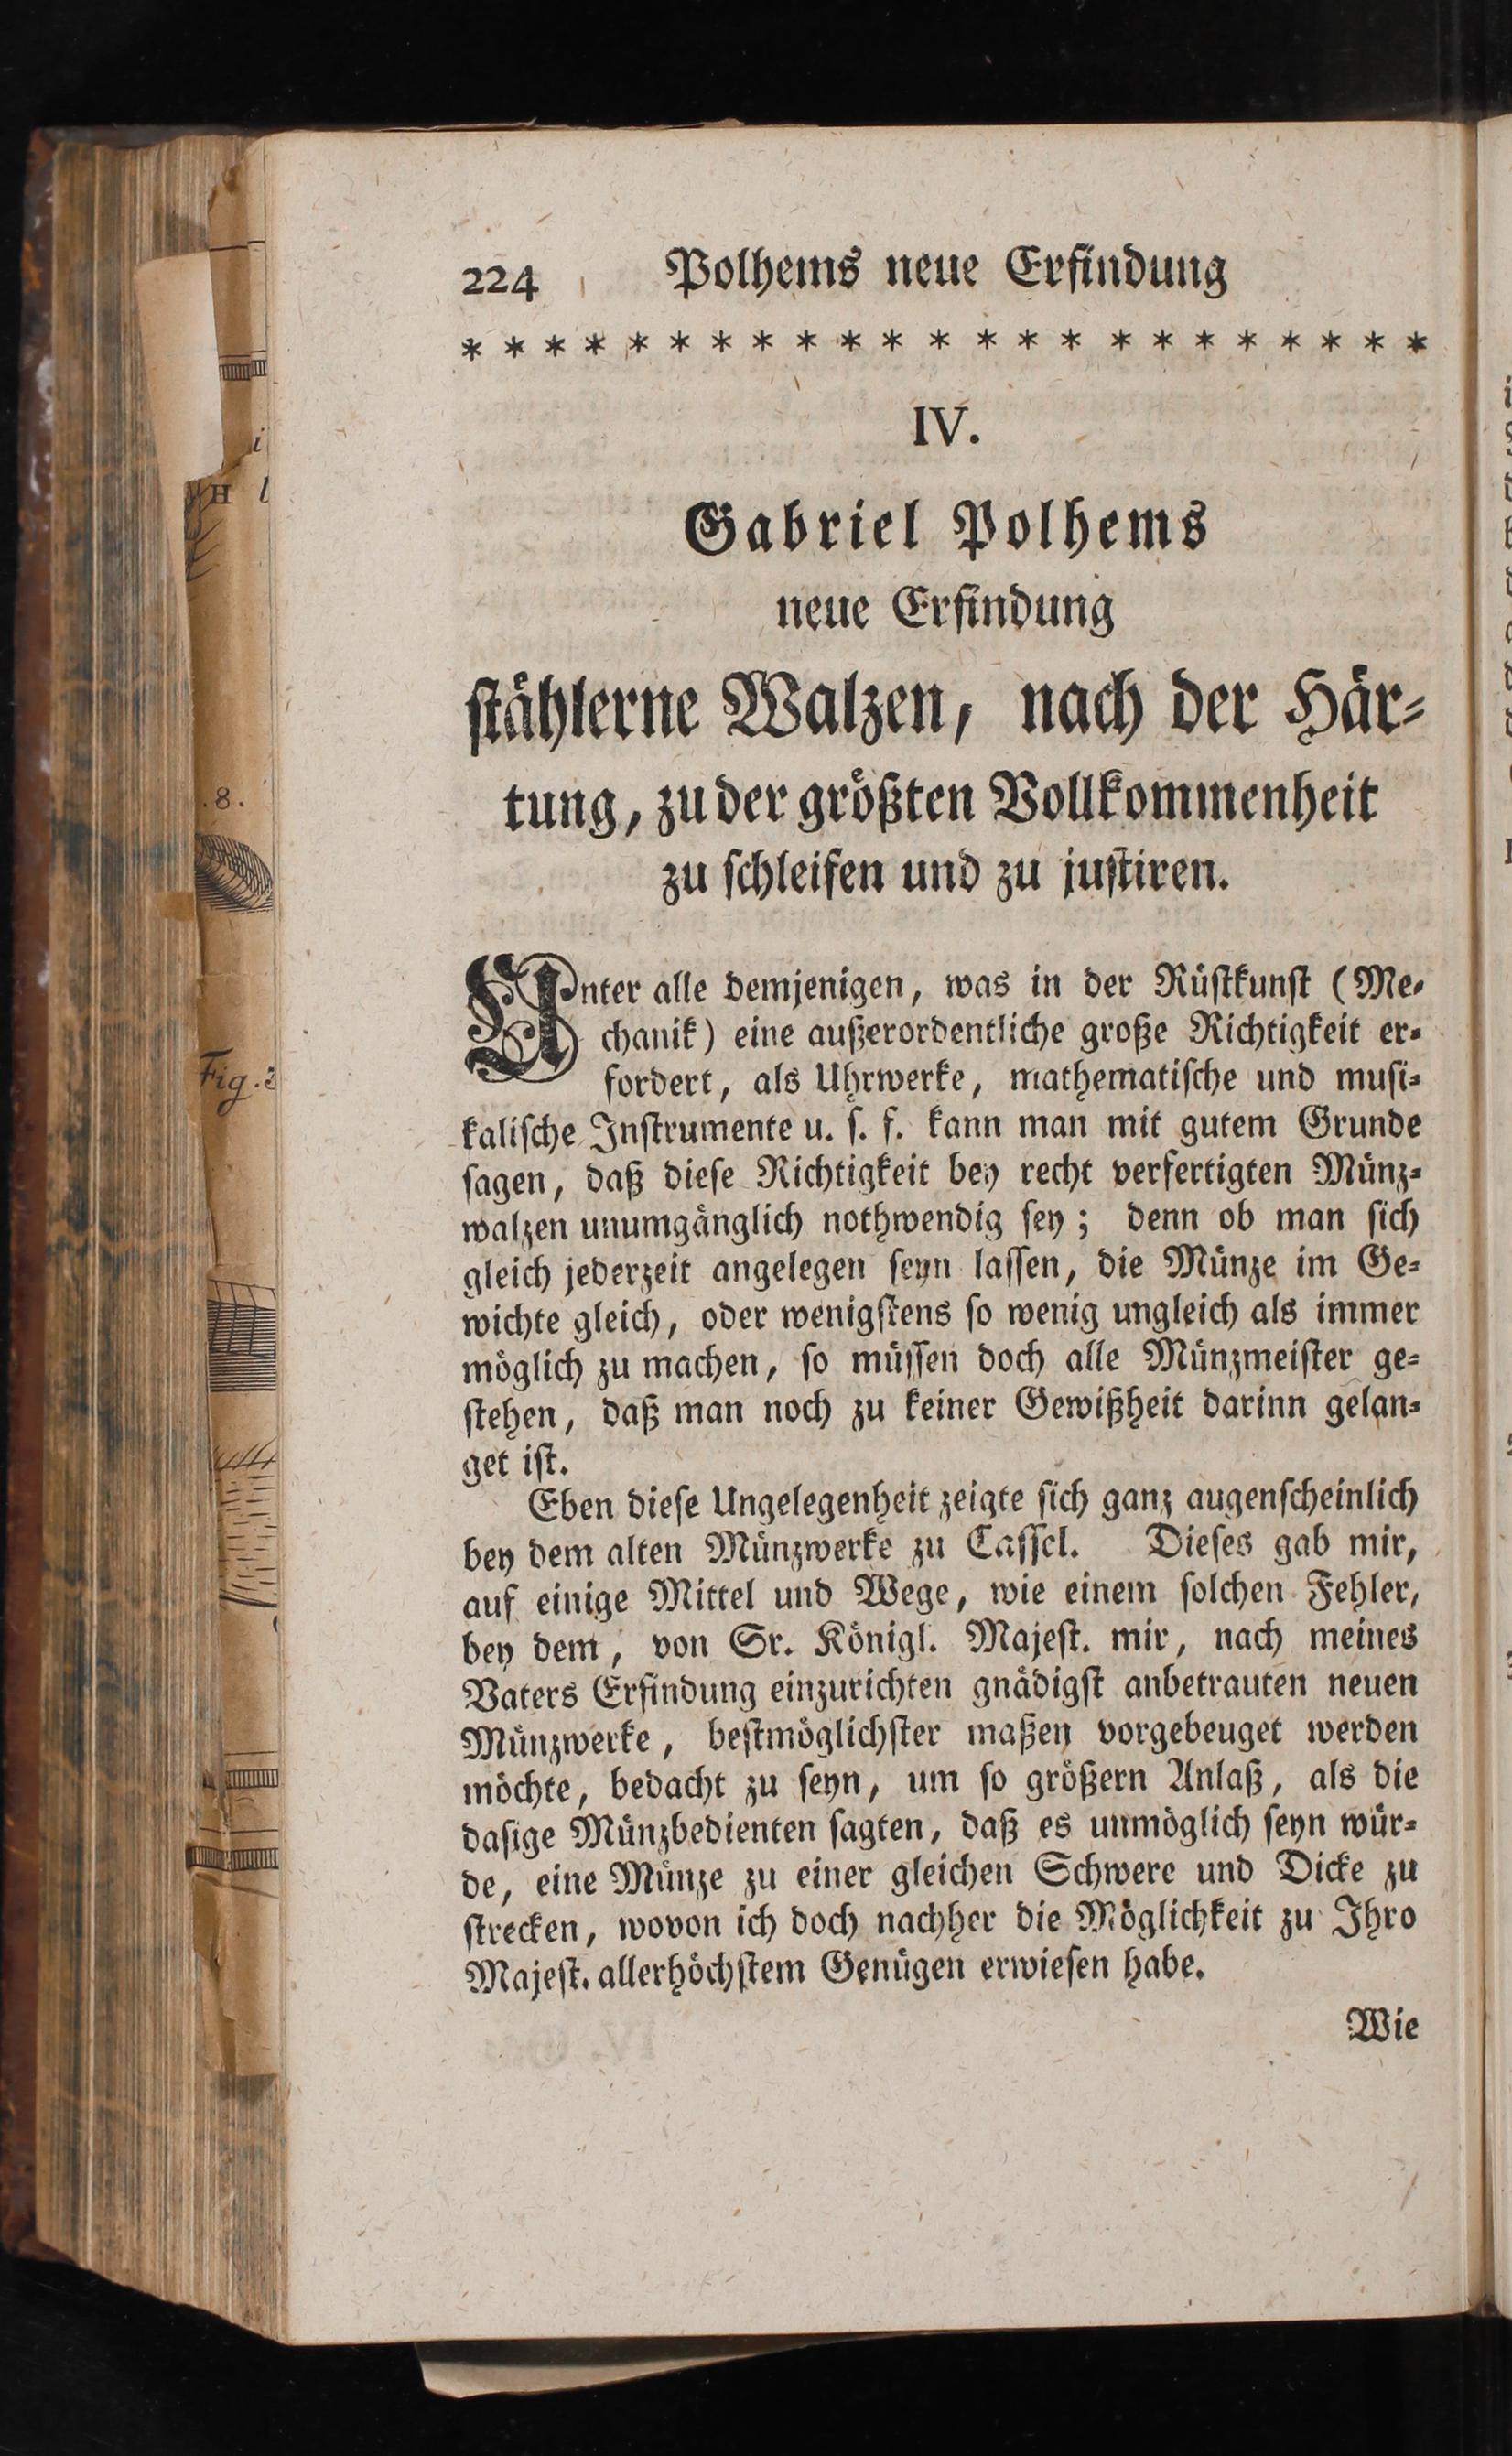 224 Polhems neue Erfindung
* * * * * * * * * * * * * * * * * * * * * * *
IV.
Gabriel Polhems
neue Erfindung
ſtählerne Walzen, nach der Här-
tung, zu der größten Vollkommenheit
zu ſchleifen und zu juſtiren.
Unter alle demjenigen, was in der Rüſtkunſt (Me-
chanik) eine außerordentliche große Richtigkeit er-
fordert, als Uhrwerke, mathematiſche und muſi-
kaliſche Inſtrumente u. ſ. f. kann man mit gutem Grunde
ſagen, daß dieſe Richtigkeit bey recht verfertigten Münz-
walzen unumgänglich nothwendig ſey; denn ob man ſich
gleich jederzeit angelegen ſeyn laſſen, die Münze im Ge-
wichte gleich, oder wenigſtens ſo wenig ungleich als immer
möglich zu machen, ſo müſſen doch alle Münzmeiſter ge-
ſtehen, daß man noch zu keiner Gewißheit darinn gelan-
get iſt.
Eben dieſe Ungelegenheit zeigte ſich ganz augenſcheinlich
bey dem alten Münzwerke zu Caſſel. Dieſes gab mir,
auf einige Mittel und Wege, wie einem ſolchen Fehler,
bey dem, von Sr. Königl. Majeſt. mir, nach meines
Vaters Erfindung einzurichten gnädigſt anbetrauten neuen
Münzwerke, beſtmöglichſter maßen vorgebeuget werden
möchte, bedacht zu ſeyn, um ſo größern Anlaß, als die
daſige Münzbedienten ſagten, daß es unmöglich ſeyn wür-
de, eine Münze zu einer gleichen Schwere und Dicke zu
ſtrecken, wovon ich doch nachher die Möglichkeit zu Ihro
Majeſt. allerhöchſtem Genügen erwieſen habe.
Wie
i
H l
.8.
Fig.